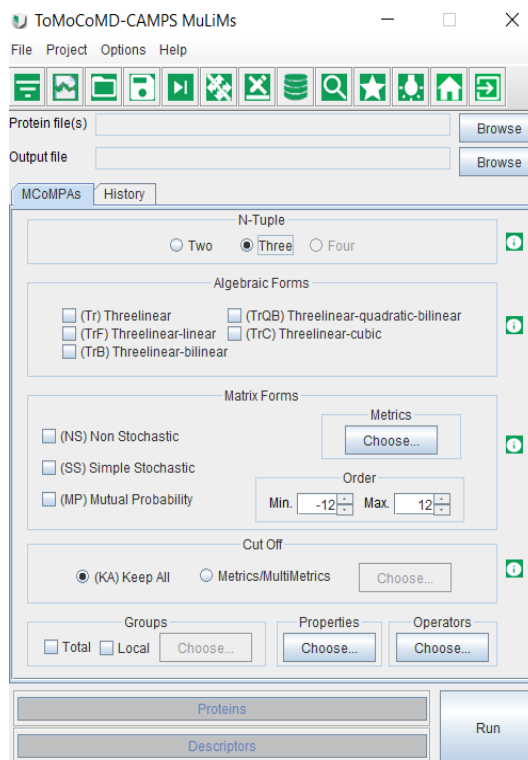 ToMoCoMD-CAMPS MuLiMs
File Project Options Help
Protein file(s) Browse
Output file Browse
MCoMPAs History
N-Tuple
Two Three Four
Algebraic Forms
(Tr) Threelinear (TrQB) Threelinear-quadratic-bilinear
(TrF) Threelinear-linear (TrC) Threelinear-cubic
(TrB) Threelinear-bilinear
Matrix Forms
Metrics
(NS) Non Stochastic Choose...
(SS) Simple Stochastic
Order
(MP) Mutual Probability Min. -12 Max. 12
Cut Off
(KA) Keep All Metrics/MultiMetrics Choose...
Groups Properties Operators
Total Local Choose... Choose... Choose...
Proteins
Run
Descriptors